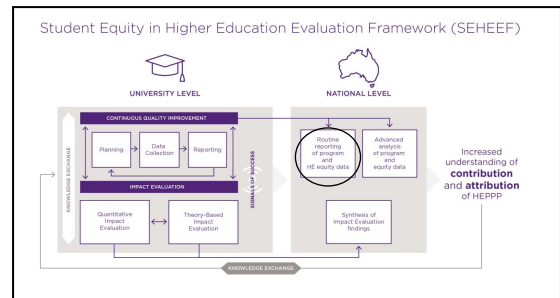 Student Equity in Higher Education Evaluation Framework (SEHEEF)
UNIVERSITY LEVEL
NATIONAL LEVEL
KNOWLEDGE EXCHANGE
CONTINUOUS QUALITY IMPROVEMENT
Planning
Data
Collection
Reporting
IMPACT EVALUATION
Quantitative
Impact
Evaluation
Theory-Based
Impact
Evaluation
SIGNALS OF SUCCESS
Routine
reporting
of program
and
HE equity data
Advanced
analysis
of program
and
equity data
Synthesis of
Impact Evaluation
findings
Increased
understanding of
contribution
and attribution
of HEPPP
KNOWLEDGE EXCHANGE